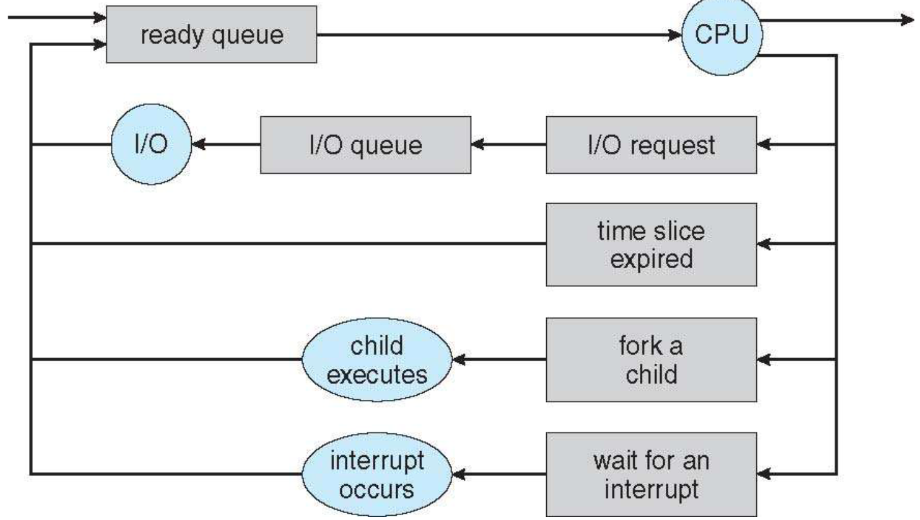 ready queue
CPU
I/O
I/O queue
I/O request
time slice
expired
child
executes
fork a
child
interrupt
occurs
wait for an
interrupt